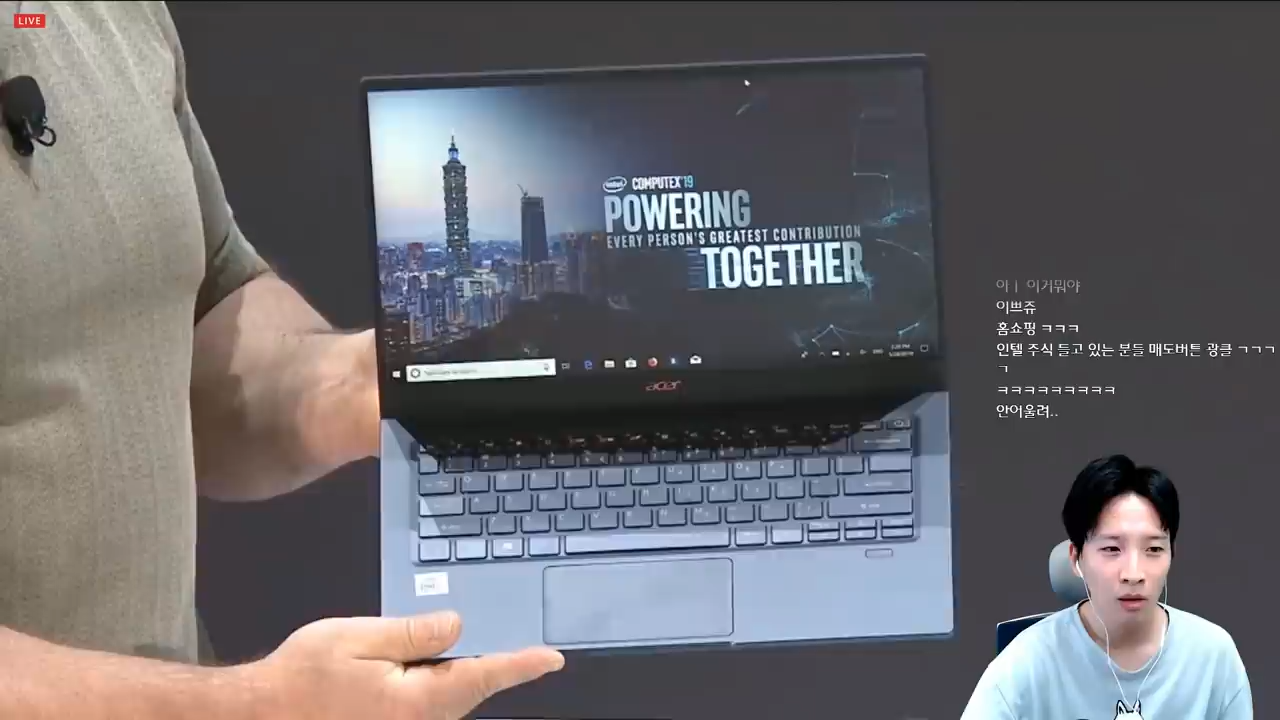 LIVE
intel COMPUTEX'19
POWERING
EVERY PERSON'S GREATEST CONTRIBUTION
TOGETHER
acer
이ㅣ 이거뭐야
이쁘쥬
홈쇼핑 ㅋㅋㅋ
인텔 주식 들고 있는 분들 매도버튼 광클 ㄱㄱㄱ
ㄱ
ㅋㅋㅋㅋㅋㅋㅋㅋㅋ
안어울려..